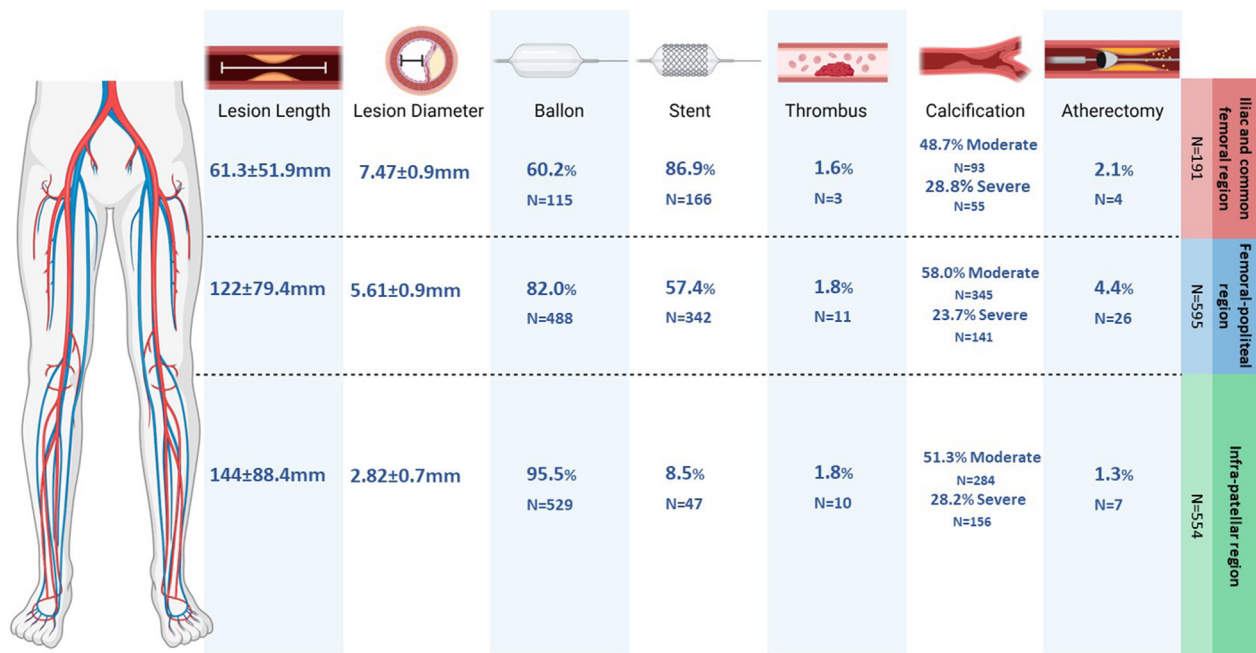 Lesion Length
Lesion Diameter
Ballon
Stent
Thrombus
Calcification
Atherectomy
61.3±51.9mm
7.47±0.9mm
60.2%
N=115
86.9%
N=166
1.6%
N=3
48.7% Moderate
N=93
28.8% Severe
N=55
2.1%
N=4
N=191
Iliac and common
femoral region
122±79.4mm
5.61±0.9mm
82.0%
N=488
57.4%
N=342
1.8%
N=11
58.0% Moderate
N=345
23.7% Severe
N=141
4.4%
N=26
N=595
Femoral-popliteal
region
144±88.4mm
2.82±0.7mm
95.5%
N=529
8.5%
N=47
1.8%
N=10
51.3% Moderate
N=284
28.2% Severe
N=156
1.3%
N=7
N=554
Infra-patellar region